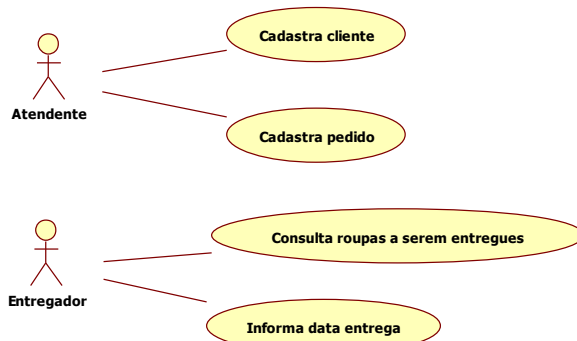 Cadastra cliente
Atendente
Cadastra pedido
Consulta roupas a serem entregues
Entregador
Informa data entrega